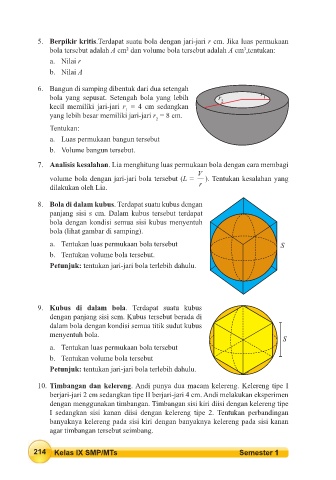 5. Berpikir kritis.Terdapat suatu bola dengan jari-jari r cm. Jika luas permukaan
bola tersebut adalah A cm² dan volume bola tersebut adalah A cm³,tentukan:
a. Nilai r
b. Nilai A
6. Bangun di samping dibentuk dari dua setengah
bola yang sepusat. Setengah bola yang lebih
kecil memiliki jari-jari r₁ = 4 cm sedangkan
yang lebih besar memiliki jari-jari r₂ = 8 cm.
Tentukan:
a. Luas permukaan bangun tersebut
b. Volume bangun tersebut.
7. Analisis kesalahan. Lia menghitung luas permukaan bola dengan cara membagi
volume bola dengan jari-jari bola tersebut (L = V/r). Tentukan kesalahan yang
dilakukan oleh Lia.
8. Bola di dalam kubus. Terdapat suatu kubus dengan
panjang sisi s cm. Dalam kubus tersebut terdapat
bola dengan kondisi semua sisi kubus menyentuh
bola (lihat gambar di samping).
a. Tentukan luas permukaan bola tersebut
b. Tentukan volume bola tersebut.
Petunjuk: tentukan jari-jari bola terlebih dahulu.
S
9. Kubus di dalam bola. Terdapat suatu kubus
dengan panjang sisi scm. Kubus tersebut berada di
dalam bola dengan kondisi semua titik sudut kubus
menyentuh bola.
a. Tentukan luas permukaan bola tersebut
b. Tentukan volume bola tersebut
Petunjuk: tentukan jari-jari bola terlebih dahulu.
S
10. Timbangan dan kelereng. Andi punya dua macam kelereng. Kelereng tipe I
berjari-jari 2 cm sedangkan tipe II berjari-jari 4 cm. Andi melakukan eksperimen
dengan menggunakan timbangan. Timbangan sisi kiri diisi dengan kelereng tipe
I sedangkan sisi kanan diisi dengan kelereng tipe 2. Tentukan perbandingan
banyaknya kelereng pada sisi kiri dengan banyaknya kelereng pada sisi kanan
agar timbangan tersebut seimbang.
214 Kelas IX SMP/MTs Semester 1